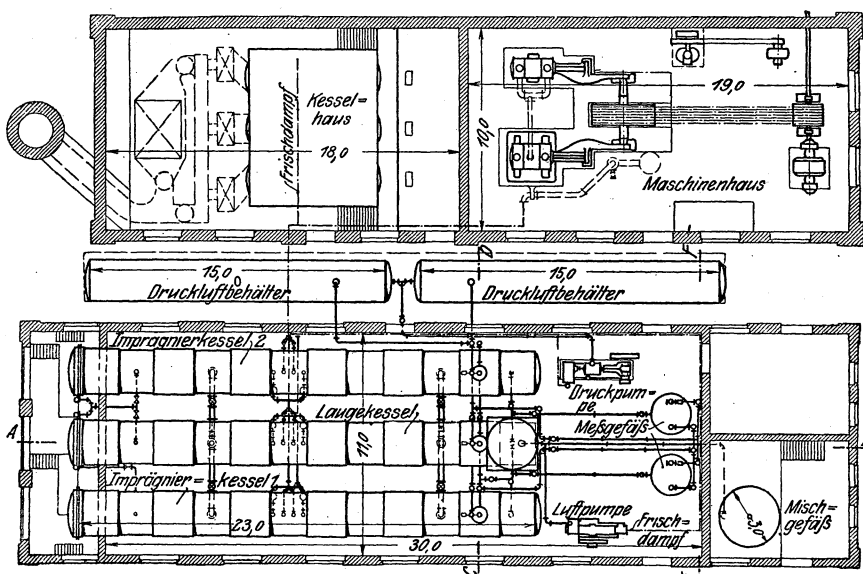 Kessel=
haus
18,0
Frischdampf
10,0
19,0
Maschinenhaus
D
F
15,0
Druckluftbehälter
15,0
Druckluftbehälter
Imprägnierkessel 2
Laugekessel
11,0
Druckpum=
pe
Meßgefäß
A
Imprägnier=kessel 1
23,0
30,0
Luftpumpe
Frisch=
dampf
3,0
Misch=
gefäß